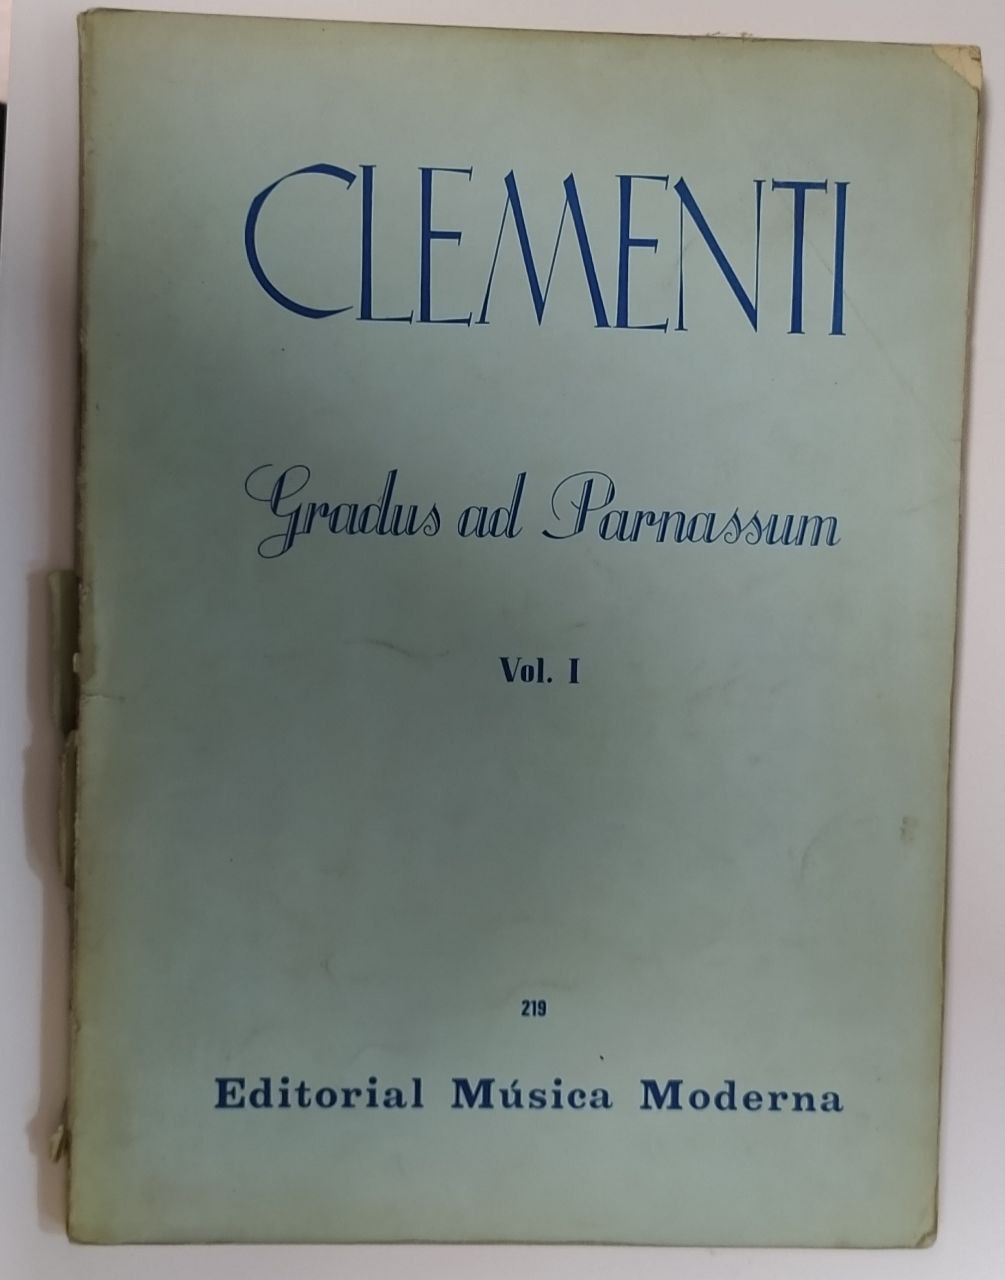 CLEMENTI
Gradus ad Parnassum
Vol. I
219
Editorial Música Moderna